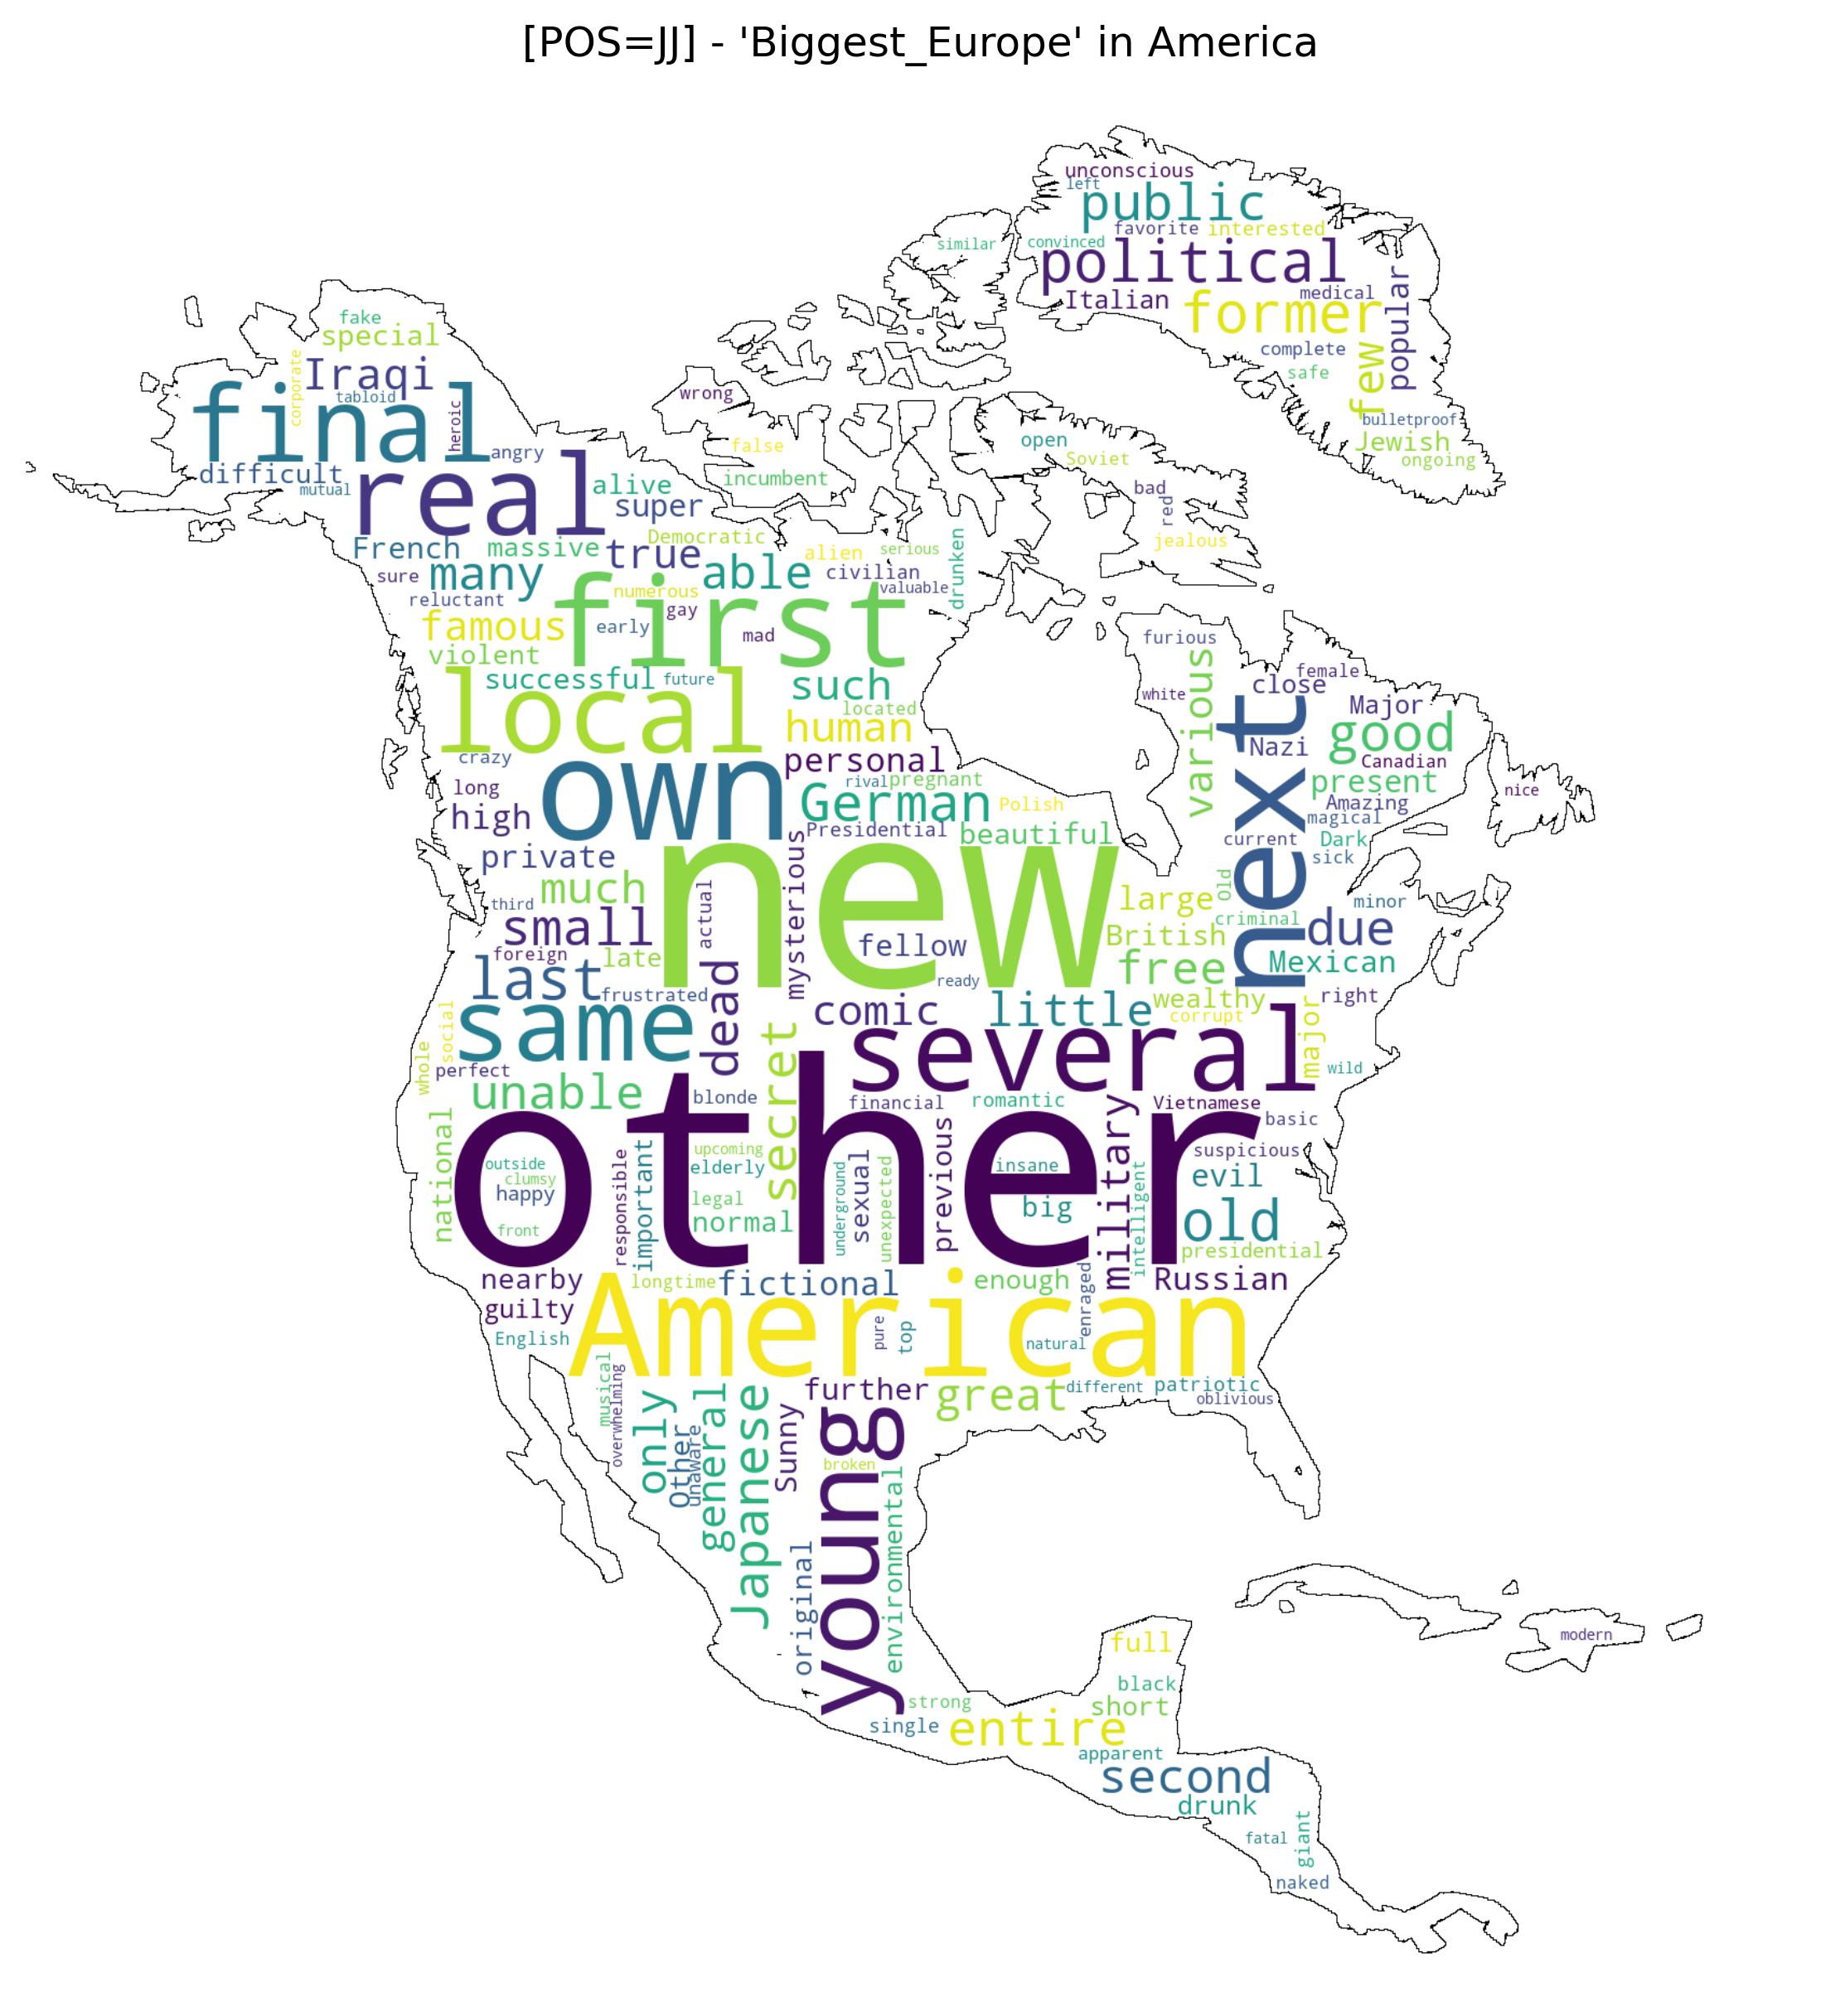 [POS=JJ] - 'Biggest_Europe' in America
unconscious
left
public
favorite
interested
similar
convinced
political
Italian
medical
former
popular
complete
few
safe
bulletproof
Jewish
ongoing
fake
special
corporate
Iraqi
tabloid
final
heroic
wrong
angry
difficult
mutual
real
alive
super
false
incumbent
open
Soviet
bad
red
jealous
French
massive
true
Democratic
alien
serious
drunken
sure
many
able
civilian
valuable
reluctant
numerous
gay
first
famous
early
mad
violent
successful
future
such
located
local
human
furious
various
female
close
white
Major
next
Nazi
good
Canadian
present
nice
Amazing
magical
current
Dark
sick
crazy
personal
long
own
rival
pregnant
high
German
Polish
Presidential
beautiful
private
mysterious
new
much
actual
large
Old
minor
third
small
criminal
due
fellow
British
foreign
late
last
free
Mexican
ready
frustrated
dead
comic
little
wealthy
right
corrupt
same
several
major
social
whole
secret
perfect
wild
unable
blonde
financial
romantic
Vietnamese
basic
other
national
outside
clumsy
happy
front
responsible
important
upcoming
elderly
legal
normal
underground
sexual
unexpected
previous
insane
big
military
intelligent
suspicious
evil
old
presidential
nearby
longtime
fictional
enough
enraged
Russian
guilty
English
American
pure
top
natural
musical
overwhelming
further
great
different
patriotic
oblivious
only
Other
unaware
general
Japanese
Sunny
young
broken
environmental
original
modern
full
black
strong
short
single
entire
apparent
second
drunk
fatal
giant
naked